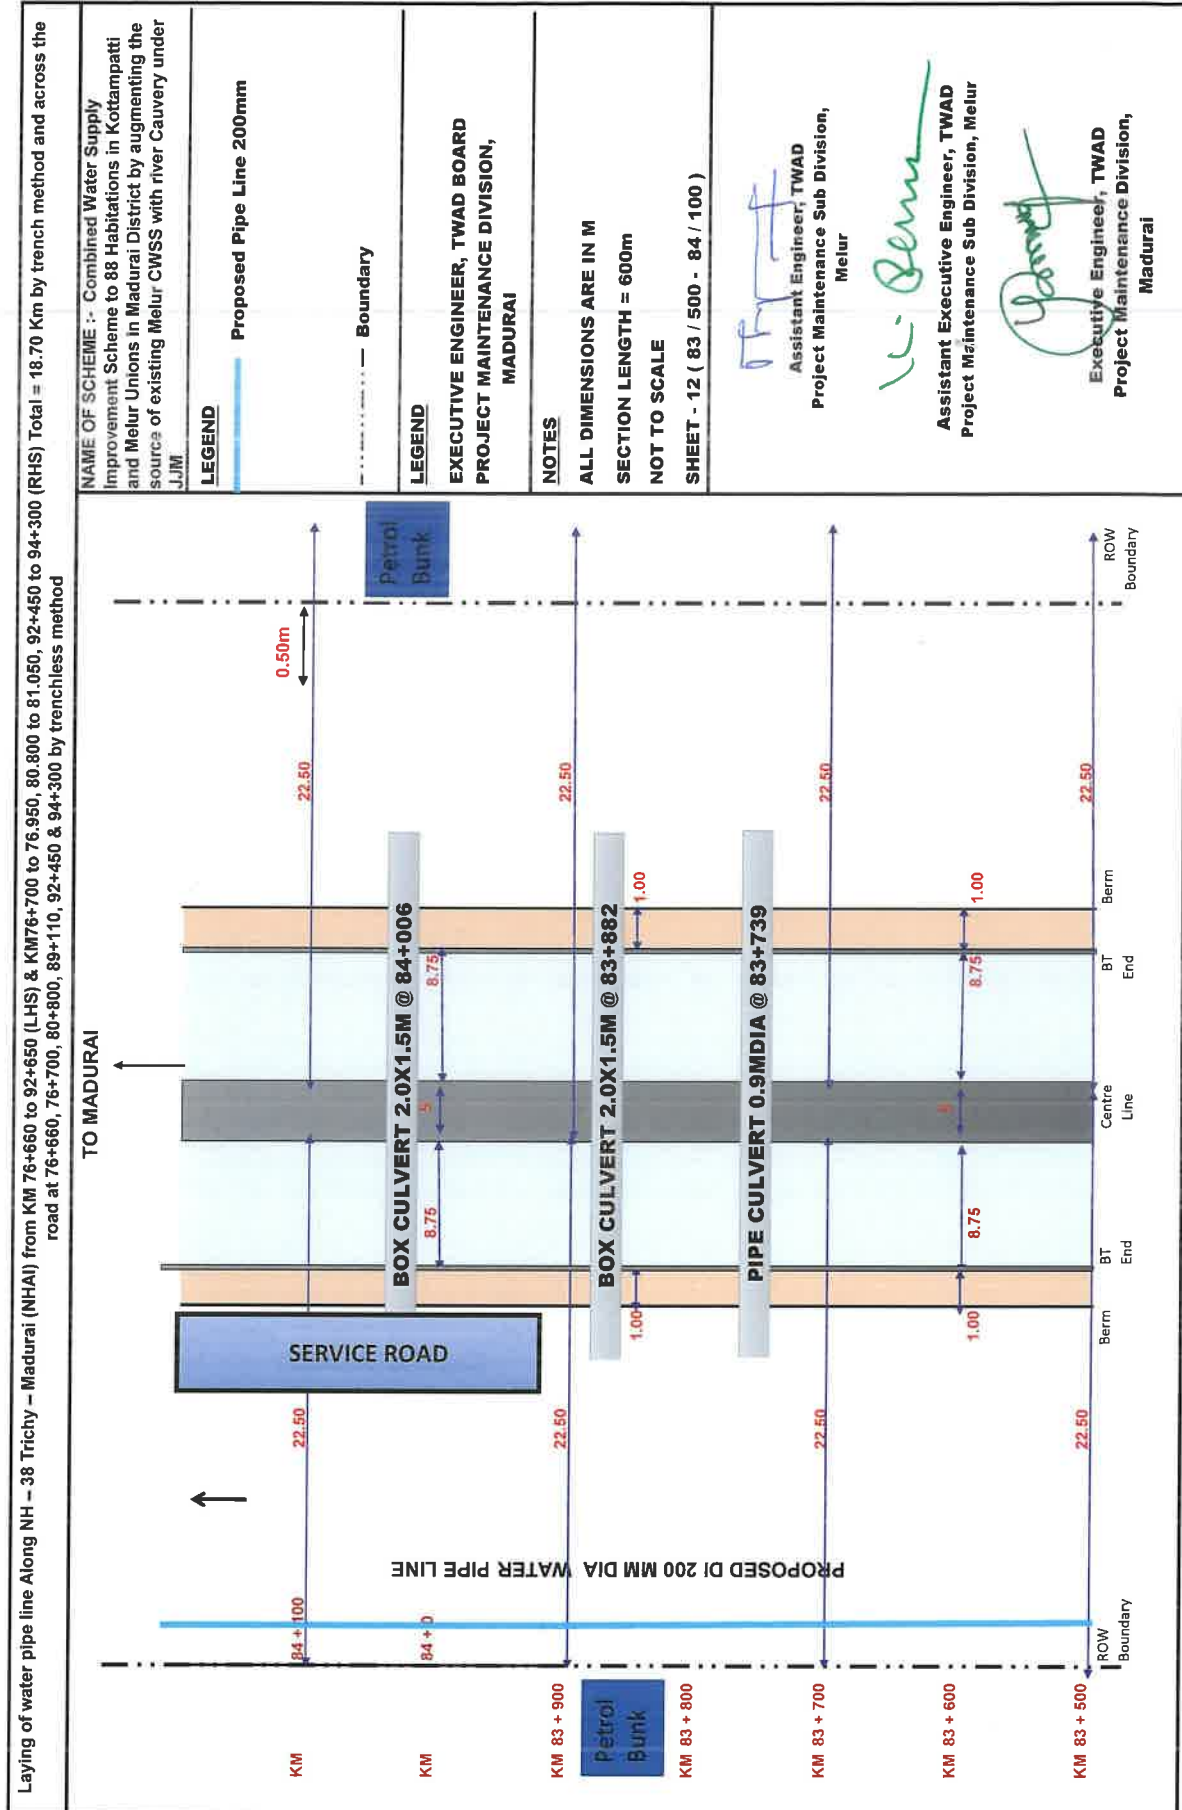 Laying of water pipe line Along NH – 38 Trichy – Madurai (NHAI) from KM 76+660 to 92+650 (LHS) & KM76+700 to 76.950, 80.800 to 81.050, 92+450 to 94+300 (RHS) Total = 18.70 Km by trench method and across the
road at 76+660, 76+700, 80+800, 89+110, 92+450 & 94+300 by trenchless method
TO MADURAI
NAME OF SCHEME :- Combined Water Supply
Improvement Scheme to 88 Habitations in Kottampatti
and Melur Unions in Madurai District by augmenting the
source of existing Melur CWSS with river Cauvery under
JJM
LEGEND
Proposed Pipe Line 200mm
Boundary
LEGEND
EXECUTIVE ENGINEER, TWAD BOARD
PROJECT MAINTENANCE DIVISION,
MADURAI
NOTES
ALL DIMENSIONS ARE IN M
SECTION LENGTH = 600m
NOT TO SCALE
SHEET - 12 ( 83 / 500 - 84 / 100 )
Assistant Engineer, TWAD
Project Maintenance Sub Division,
Melur
Assistant Executive Engineer, TWAD
Project Maintenance Sub Division, Melur
Executive Engineer, TWAD
Project Maintenance Division,
Madurai
KM 84 + 100
22.50
22.50
0.50m
SERVICE ROAD
Petrol
Bunk
KM 84 + 0
BOX CULVERT 2.0X1.5M @ 84+006
8.75
5
8.75
KM 83 + 900
22.50
22.50
Petrol
Bunk
BOX CULVERT 2.0X1.5M @ 83+882
1.00
1.00
KM 83 + 800
PROPOSED DI 200 MM DIA WATER PIPE LINE
PIPE CULVERT 0.9MDIA @ 83+739
KM 83 + 700
22.50
22.50
KM 83 + 600
1.00
8.75
5
8.75
1.00
KM 83 + 500
22.50
22.50
ROW
Boundary
Berm
BT
End
Centre
Line
BT
End
Berm
ROW
Boundary